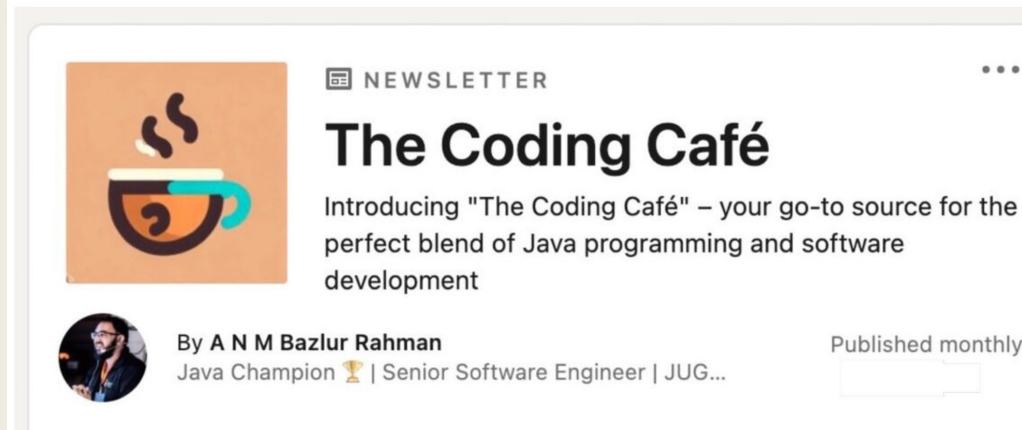 NEWSLETTER
The Coding Café
Introducing "The Coding Café" – your go-to source for the
perfect blend of Java programming and software
development
By A N M Bazlur Rahman
Java Champion 🏆 | Senior Software Engineer | JUG...
Published monthly